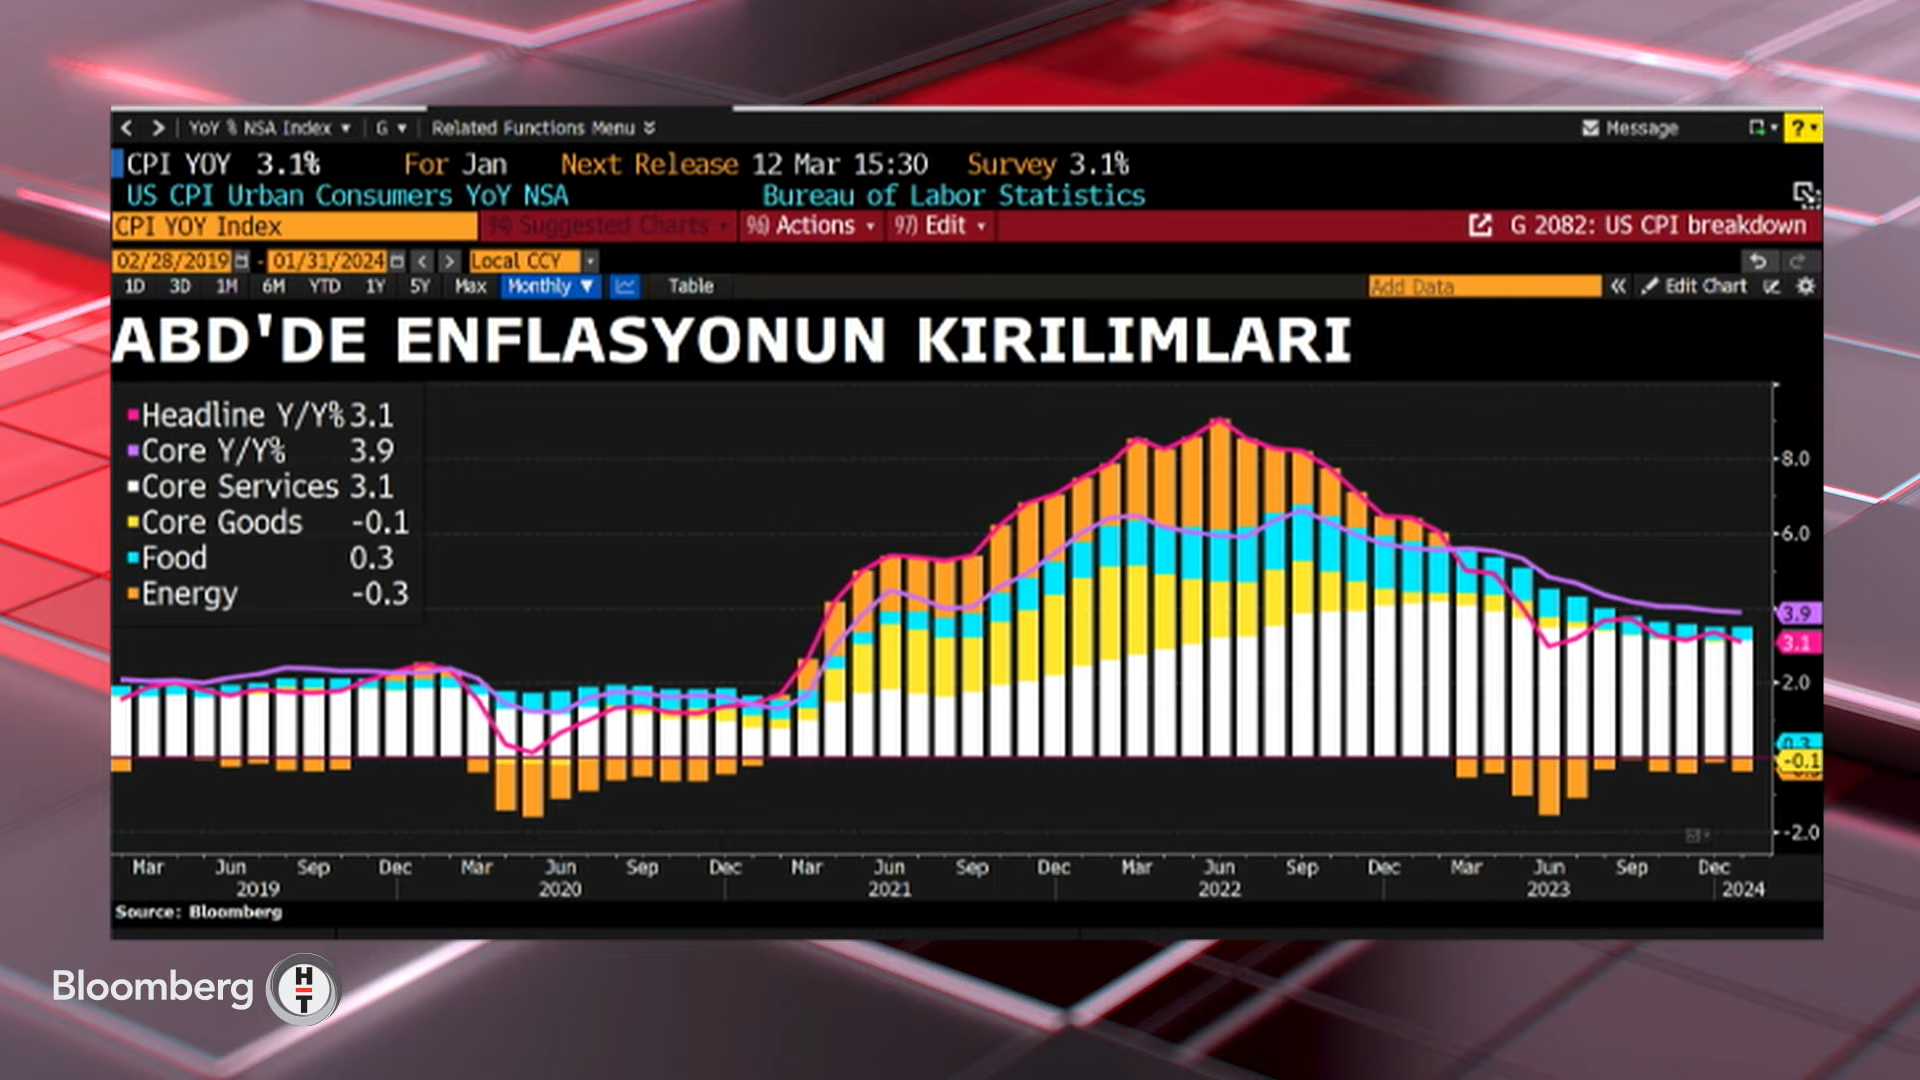 YoY % NSA Index G Related Functions Menu Message ?
CPI YOY 3.1% For Jan Next Release 12 Mar 15:30 Survey 3.1%
US CPI Urban Consumers YoY NSA Bureau of Labor Statistics
CPI YOY Index 94) Suggested Charts 96) Actions 97) Edit G 2082: US CPI breakdown
02/28/2019 - 01/31/2024 Local CCY
1D 3D 1M 6M YTD 1Y 5Y Max Monthly Table Add Data Edit Chart
ABD'DE ENFLASYONUN KIRILIMLARI
Headline Y/Y% 3.1
Core Y/Y% 3.9
Core Services 3.1
Core Goods -0.1
Food 0.3
Energy -0.3
8.0
6.0
3.9
3.1
2.0
0.3
-0.1
-2.0
Mar Jun Sep Dec Mar Jun Sep Dec Mar Jun Sep Dec Mar Jun Sep Dec Mar Jun Sep Dec
2019 2020 2021 2022 2023 2024
Source: Bloomberg
Bloomberg HT